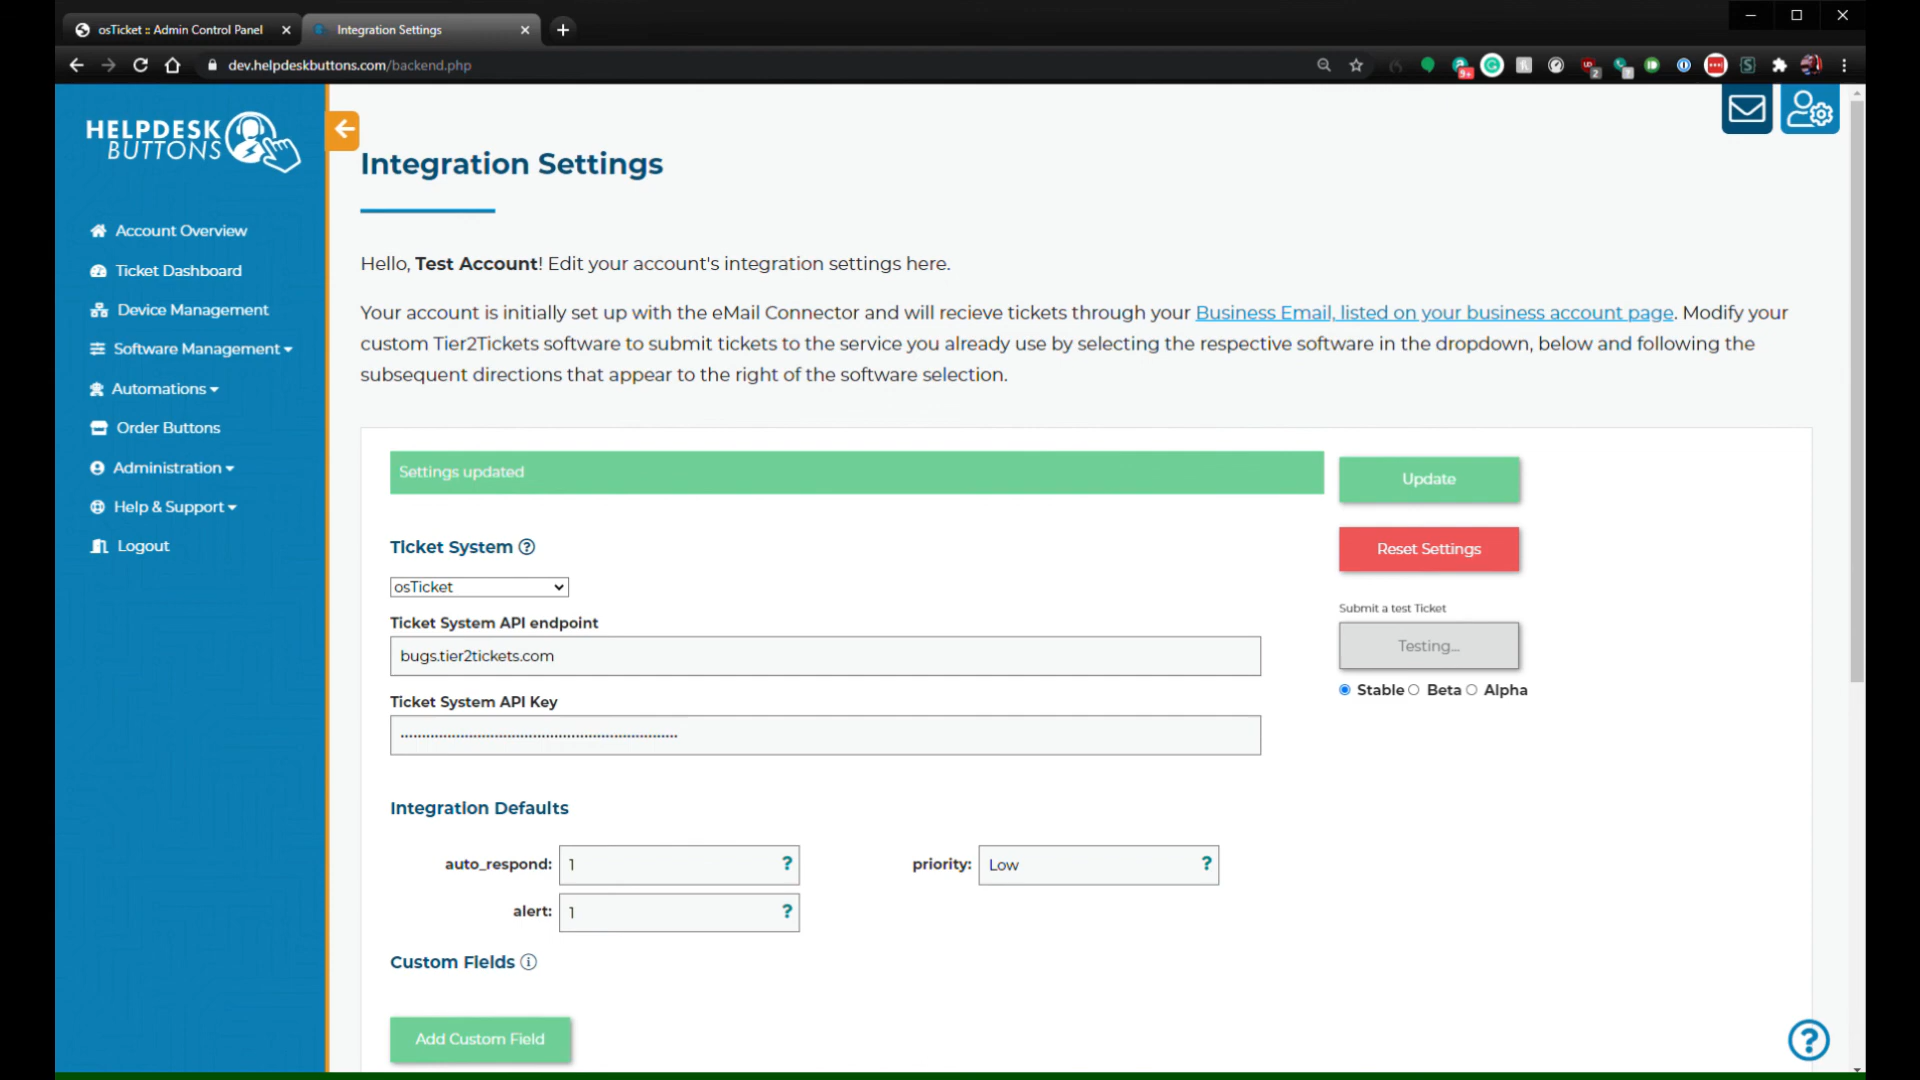 osTicket :: Admin Control Panel
Integration Settings
dev.helpdeskbuttons.com/backend.php
HELPDESK
BUTTONS
Account Overview
Ticket Dashboard
Device Management
Software Management
Automations
Order Buttons
Administration
Help & Support
Logout
Integration Settings
Hello, Test Account! Edit your account's integration settings here.
Your account is initially set up with the eMail Connector and will recieve tickets through your Business Email, listed on your business account page. Modify your
custom Tier2Tickets software to submit tickets to the service you already use by selecting the respective software in the dropdown, below and following the
subsequent directions that appear to the right of the software selection.
Settings updated
Update
Reset Settings
Submit a test Ticket
Testing...
Stable Beta Alpha
Ticket System
osTicket
Ticket System API endpoint
bugs.tier2tickets.com
Ticket System API Key
Integration Defaults
auto_respond: 1 ?
priority: Low ?
alert: 1 ?
Custom Fields
Add Custom Field
?